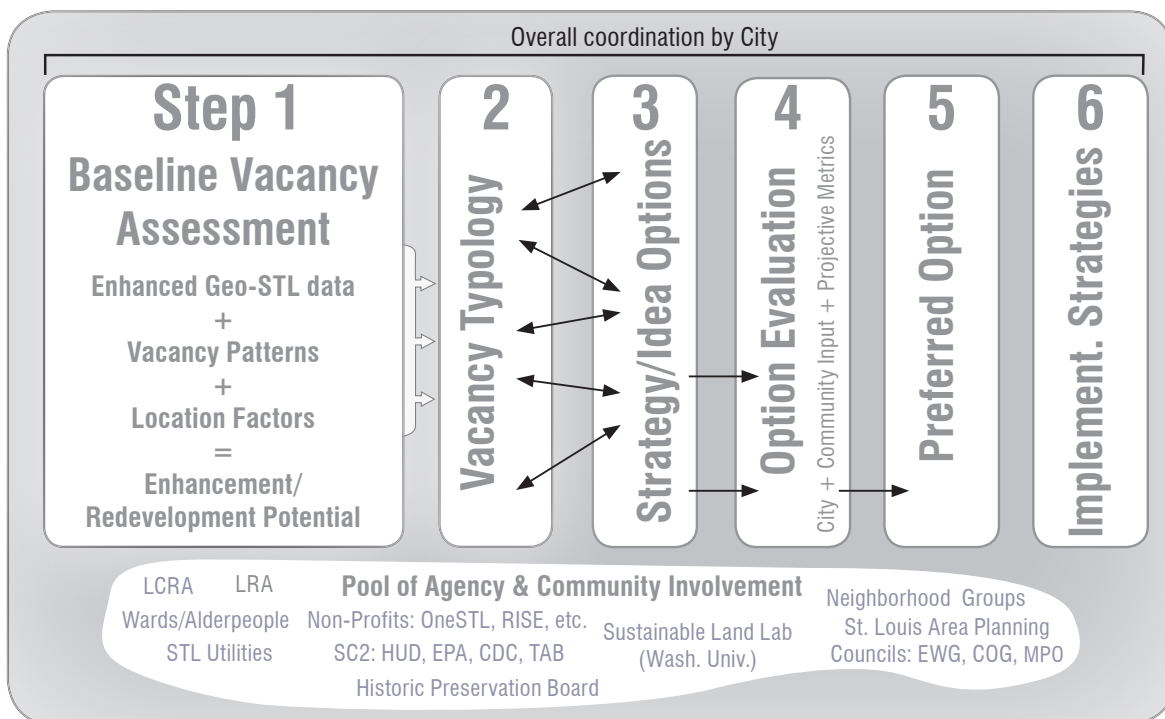 Overall coordination by City
Step 1
Baseline Vacancy
Assessment
Enhanced Geo-STL data
+
Vacancy Patterns
+
Location Factors
=
Enhancement/
Redevelopment Potential
2
Vacancy Typology
3
Strategy/Idea Options
4
Option Evaluation
City + Community Input + Projective Metrics
5
Preferred Option
6
Implement. Strategies
Pool of Agency & Community Involvement
LCRA LRA
Wards/Alderpeople
STL Utilities
Non-Profits: OneSTL, RISE, etc.
SC2: HUD, EPA, CDC, TAB
Historic Preservation Board
Sustainable Land Lab
(Wash. Univ.)
Neighborhood Groups
St. Louis Area Planning
Councils: EWG, COG, MPO